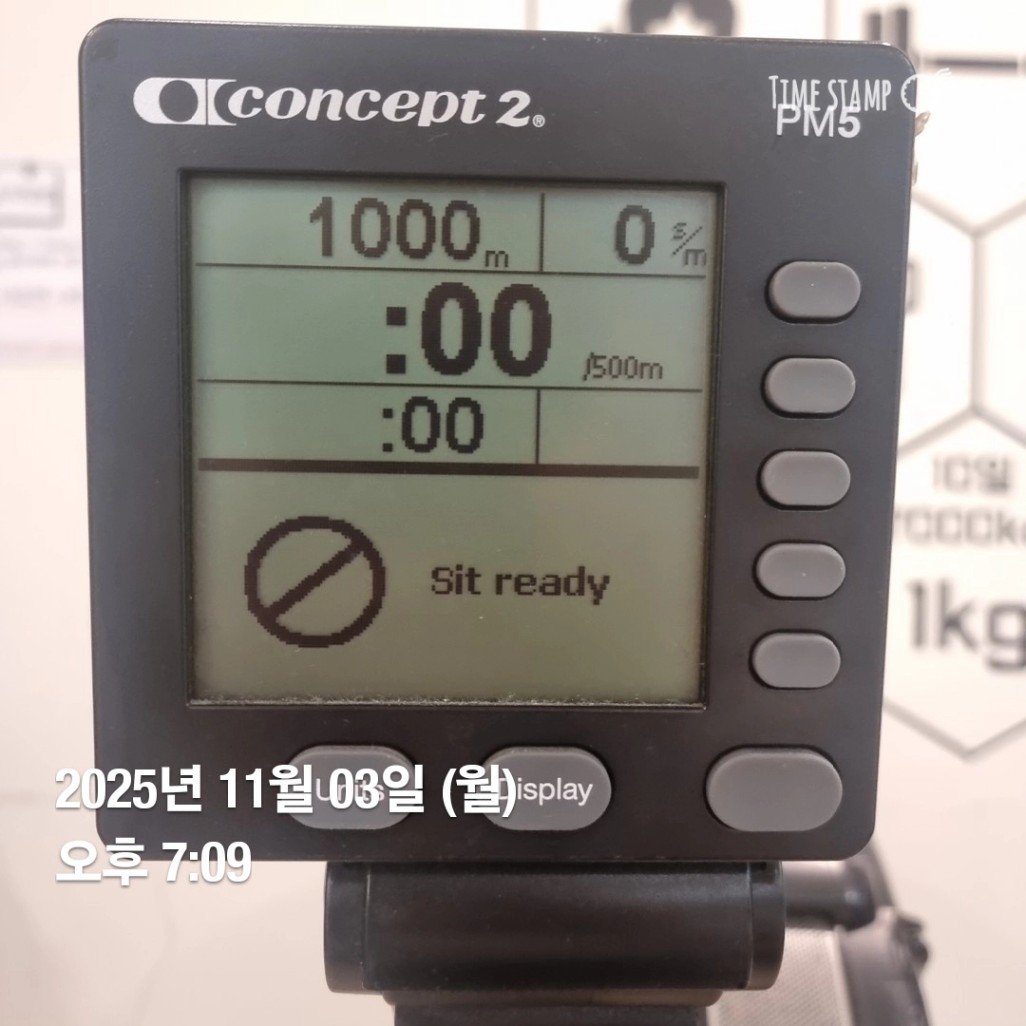 concept 2®
TIME STAMP
PM5
1000m
0 s/m
:00 /500m
:00
Sit ready
Units
Display
2025년 11월 03일 (월)
오후 7:09
10일
1kg